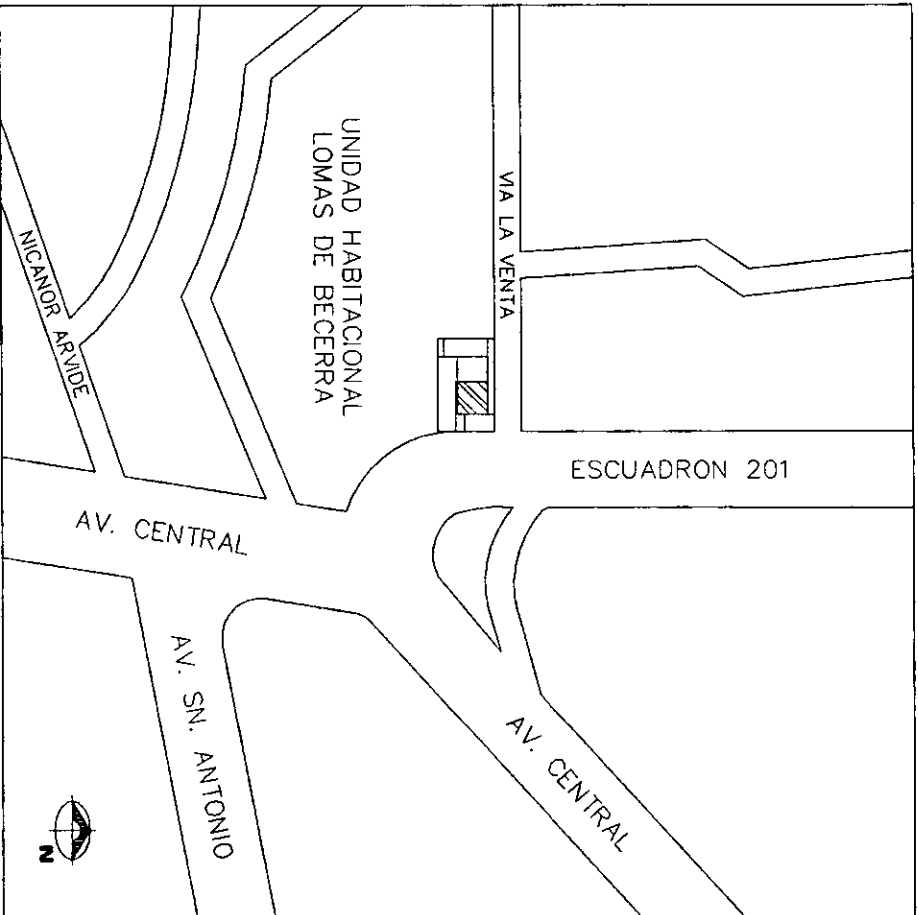 UNIDAD HABITACIONAL
LOMAS DE BECERRA
VIA LA VENTA
NICANOR ARVIDE
ESCUADRON 201
AV. CENTRAL
AV. SN. ANTONIO
AV. CENTRAL
N